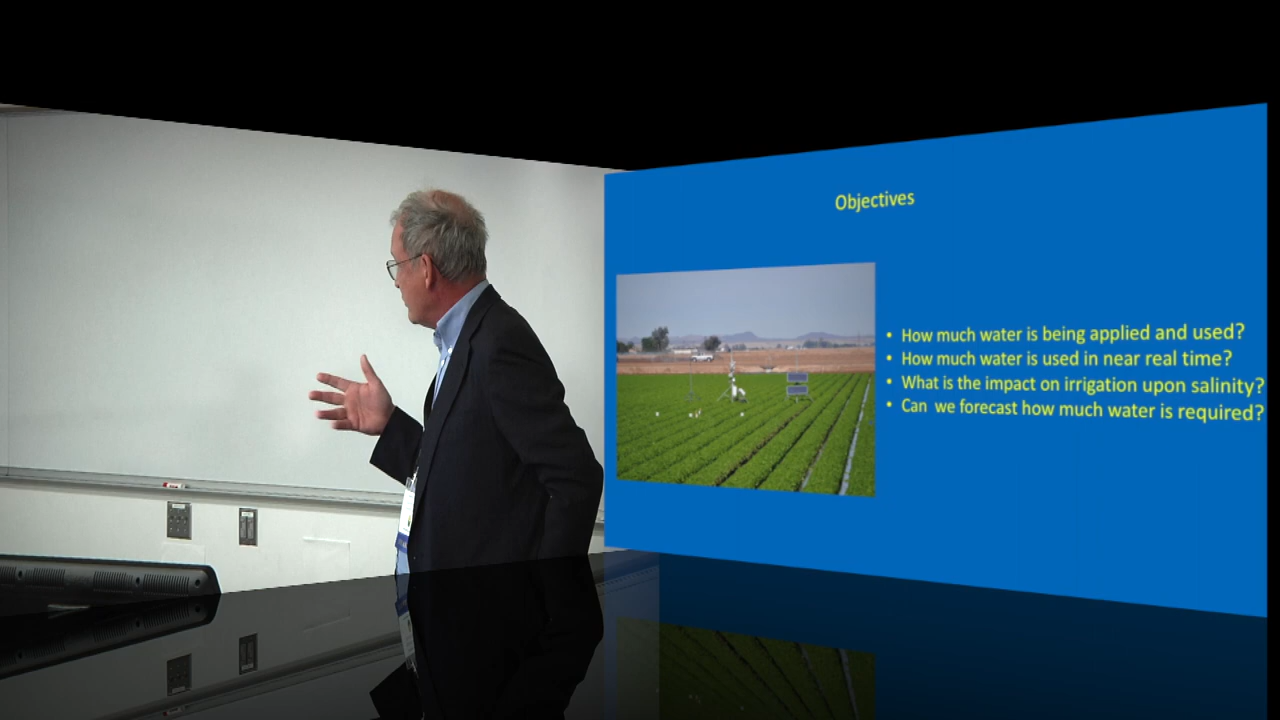 Objectives
• How much water is being applied and used?
• How much water is used in near real time?
• What is the impact on irrigation upon salinity?
• Can we forecast how much water is required?